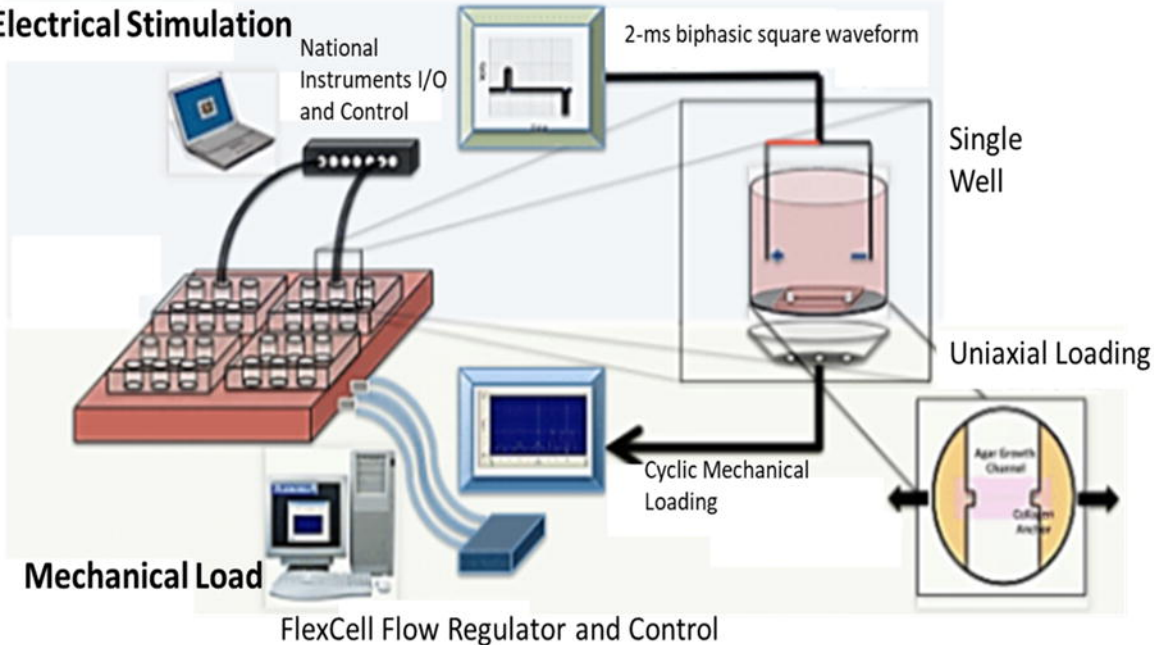 Electrical Stimulation
National
Instruments I/O
and Control
2-ms biphasic square waveform
Single
Well
Uniaxial Loading
Agar Growth
Channel
Collagen
Anchor
Cyclic Mechanical
Loading
Mechanical Load
FlexCell Flow Regulator and Control